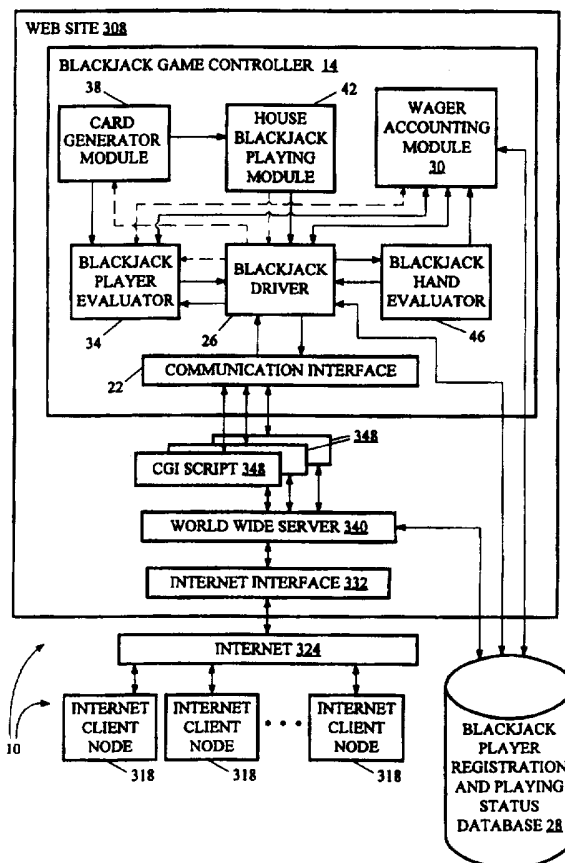 WEB SITE 308
BLACKJACK GAME CONTROLLER 14
38
CARD
GENERATOR
MODULE
42
HOUSE
BLACKJACK
PLAYING
MODULE
WAGER
ACCOUNTING
MODULE
30
BLACKJACK
PLAYER
EVALUATOR
34
BLACKJACK
DRIVER
26
BLACKJACK
HAND
EVALUATOR
46
22
COMMUNICATION INTERFACE
348
CGI SCRIPT 348
WORLD WIDE SERVER 340
INTERNET INTERFACE 332
INTERNET 324
10
INTERNET
CLIENT
NODE
318
INTERNET
CLIENT
NODE
318
• • •
INTERNET
CLIENT
NODE
318
BLACKJACK
PLAYER
REGISTRATION
AND PLAYING
STATUS
DATABASE 28